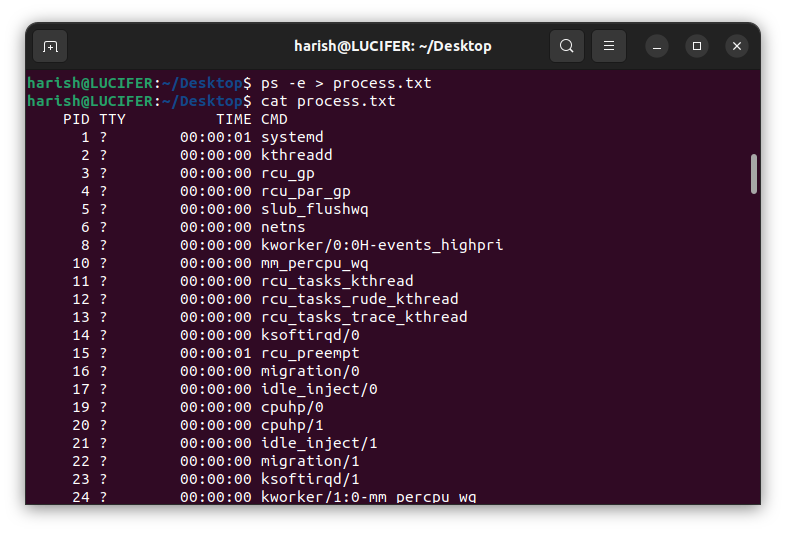 harish@LUCIFER: ~/Desktop
harish@LUCIFER:~/Desktop$ ps -e > process.txt
harish@LUCIFER:~/Desktop$ cat process.txt
    PID TTY          TIME CMD
      1 ?        00:00:01 systemd
      2 ?        00:00:00 kthreadd
      3 ?        00:00:00 rcu_gp
      4 ?        00:00:00 rcu_par_gp
      5 ?        00:00:00 slub_flushwq
      6 ?        00:00:00 netns
      8 ?        00:00:00 kworker/0:0H-events_highpri
     10 ?        00:00:00 mm_percpu_wq
     11 ?        00:00:00 rcu_tasks_kthread
     12 ?        00:00:00 rcu_tasks_rude_kthread
     13 ?        00:00:00 rcu_tasks_trace_kthread
     14 ?        00:00:00 ksoftirqd/0
     15 ?        00:00:01 rcu_preempt
     16 ?        00:00:00 migration/0
     17 ?        00:00:00 idle_inject/0
     19 ?        00:00:00 cpuhp/0
     20 ?        00:00:00 cpuhp/1
     21 ?        00:00:00 idle_inject/1
     22 ?        00:00:00 migration/1
     23 ?        00:00:00 ksoftirqd/1
     24 ?        00:00:00 kworker/1:0-mm_percpu_wq